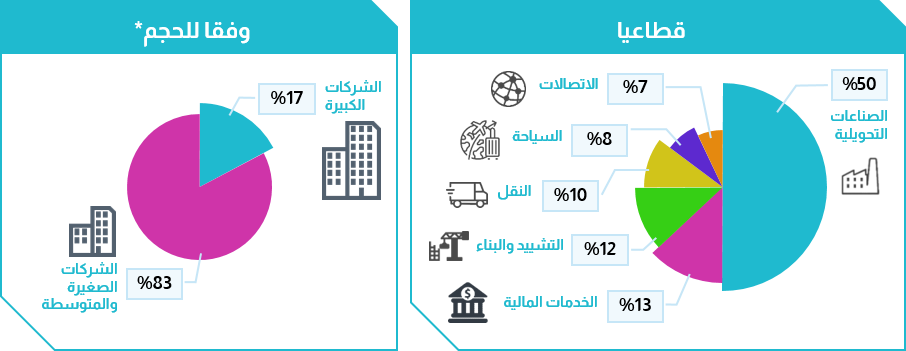 قطاعيا
%50
الصناعات
التحويلية
%7
الاتصالات
%8
السياحة
%10
النقل
%12
التشييد والبناء
%13
الخدمات المالية
$
وفقا للحجم*
الشركات
الكبيرة
%17
%83
الشركات
الصغيرة
والمتوسطة